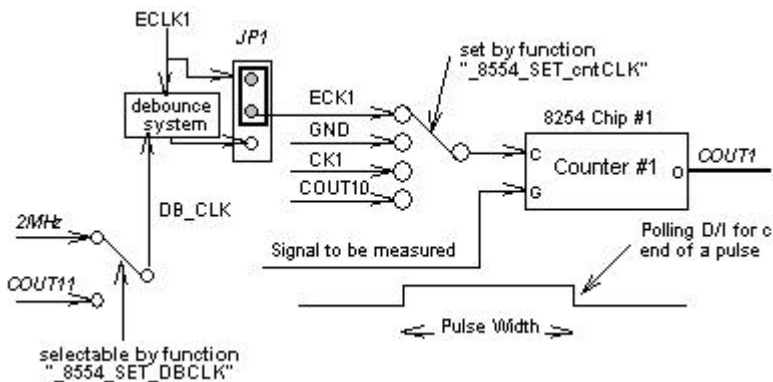 ECLK1
JP1
set by function
"_8554_SET_cntCLK"
debounce
system
ECK1
GND
CK1
COUT10
8254 Chip #1
C
Counter #1
O
G
COUT1
DB_CLK
2MHz
COUT11
Signal to be measured
Polling D/I for c
end of a pulse
Pulse Width
selectable by function
"_8554_SET_DBCLK"